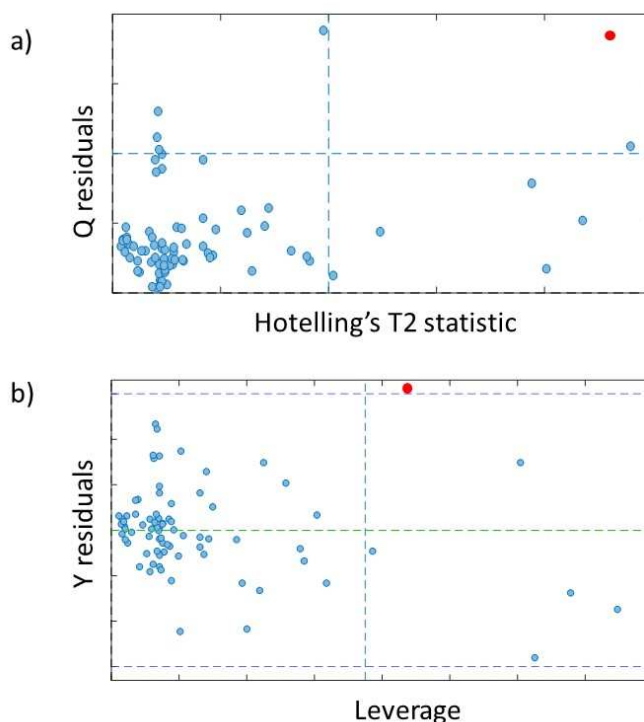 a)
Q residuals
Hotelling's T2 statistic
b)
Y residuals
Leverage